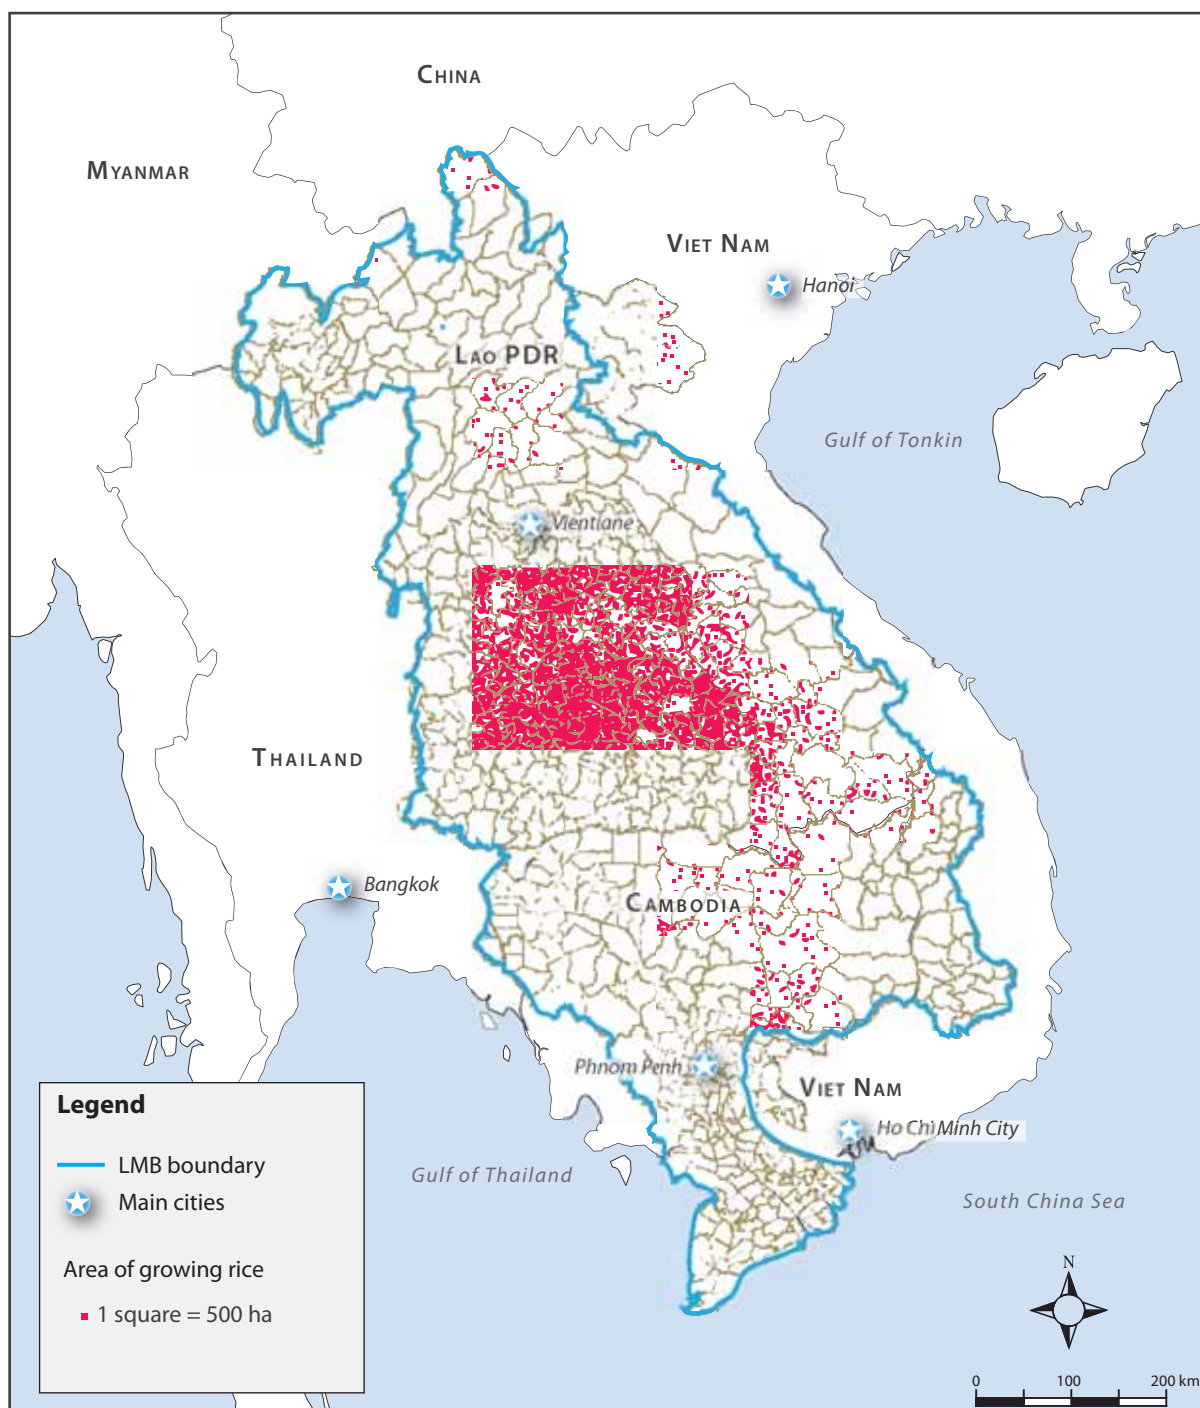 CHINA
MYANMAR
VIET NAM
Hanoi
LAO PDR
Gulf of Tonkin
Vientiane
THAILAND
Bangkok
CAMBODIA
Phnom Penh
VIET NAM
Ho Chi Minh City
Gulf of Thailand
South China Sea
Legend
LMB boundary
Main cities
Area of growing rice
1 square = 500 ha
N
0 100 200 km